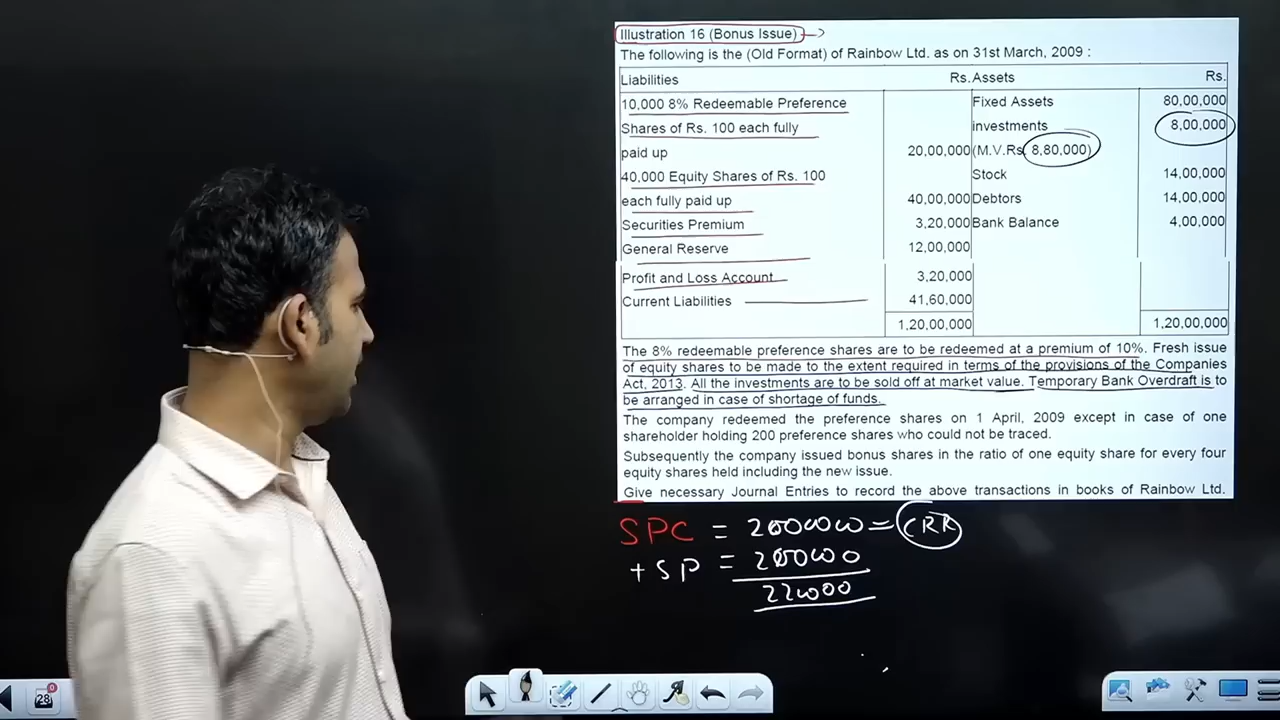 Illustration 16 (Bonus Issue)
The following is the (Old Format) of Rainbow Ltd. as on 31st March, 2009 :
Liabilities Rs. Assets Rs.
10,000 8% Redeemable Preference Fixed Assets 80,00,000
Shares of Rs. 100 each fully investments 8,00,000
paid up 20,00,000 (M.V.Rs 8,80,000)
40,000 Equity Shares of Rs. 100 Stock 14,00,000
each fully paid up 40,00,000 Debtors 14,00,000
Securities Premium 3,20,000 Bank Balance 4,00,000
General Reserve 12,00,000
Profit and Loss Account 3,20,000
Current Liabilities 41,60,000
1,20,00,000 1,20,00,000
The 8% redeemable preference shares are to be redeemed at a premium of 10%. Fresh issue
of equity shares to be made to the extent required in terms of the provisions of the Companies
Act, 2013. All the investments are to be sold off at market value. Temporary Bank Overdraft is to
be arranged in case of shortage of funds.
The company redeemed the preference shares on 1 April, 2009 except in case of one
shareholder holding 200 preference shares who could not be traced.
Subsequently the company issued bonus shares in the ratio of one equity share for every four
equity shares held including the new issue.
Give necessary Journal Entries to record the above transactions in books of Rainbow Ltd.
SPC = 2000000 = CRR
+ SP = 200000
28
0